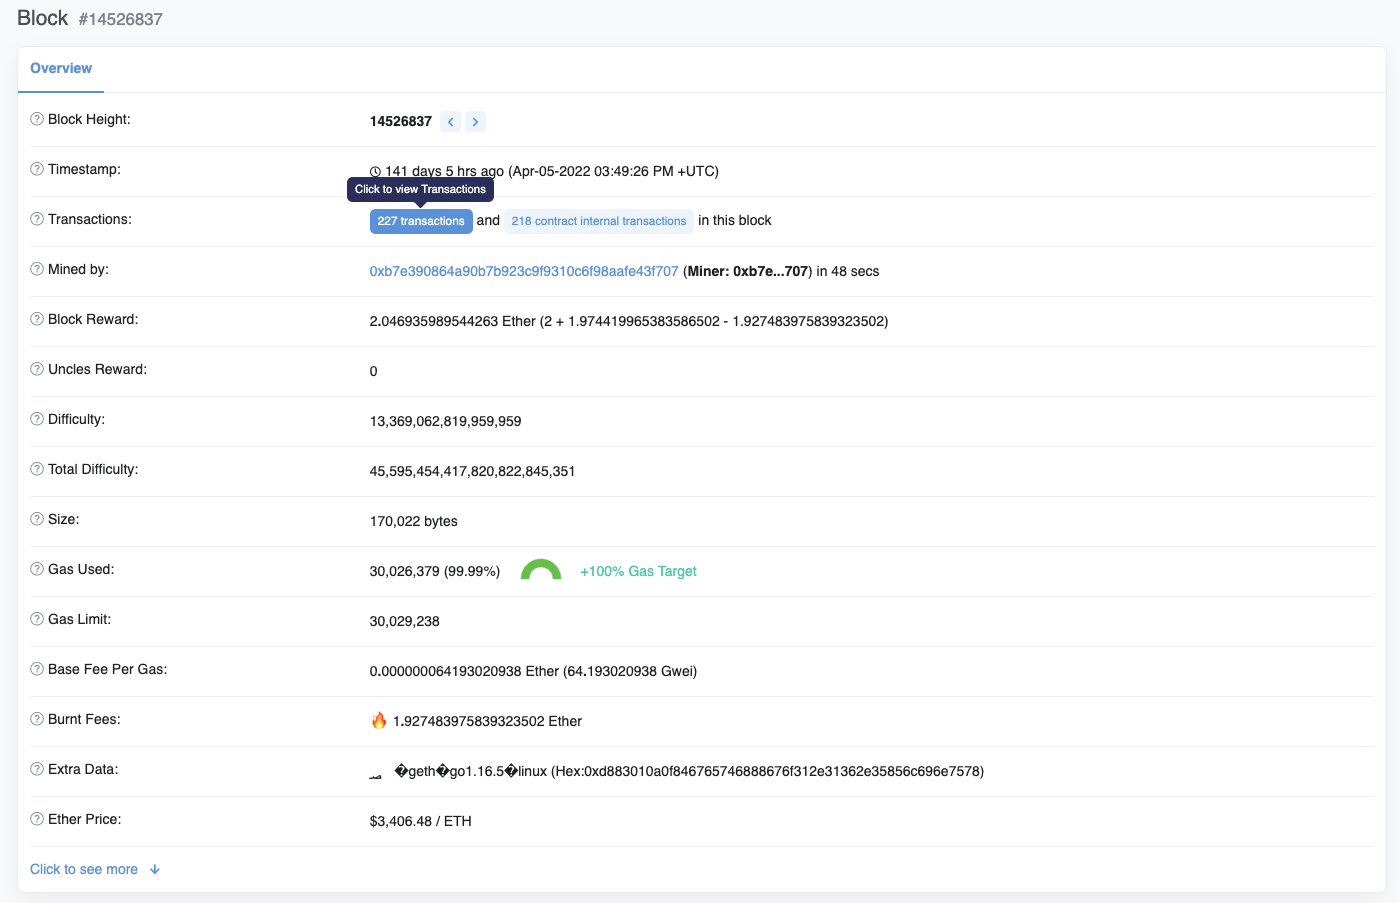 Block #14526837
Overview
Block Height: 14526837
Timestamp: 141 days 5 hrs ago (Apr-05-2022 03:49:26 PM +UTC)
Click to view Transactions
Transactions: 227 transactions and 218 contract internal transactions in this block
Mined by: 0xb7e390864a90b7b923c9f9310c6f98aafe43f707 (Miner: 0xb7e...707) in 48 secs
Block Reward: 2.046935989544263 Ether (2 + 1.974419965383586502 - 1.927483975839323502)
Uncles Reward: 0
Difficulty: 13,369,062,819,959,959
Total Difficulty: 45,595,454,417,820,822,845,351
Size: 170,022 bytes
Gas Used: 30,026,379 (99.99%) +100% Gas Target
Gas Limit: 30,029,238
Base Fee Per Gas: 0.000000064193020938 Ether (64.193020938 Gwei)
Burnt Fees: 🔥 1.927483975839323502 Ether
Extra Data: �geth�go1.16.5�linux (Hex:0xd883010a0f846765746888676f312e31362e35856c696e7578)
Ether Price: $3,406.48 / ETH
Click to see more